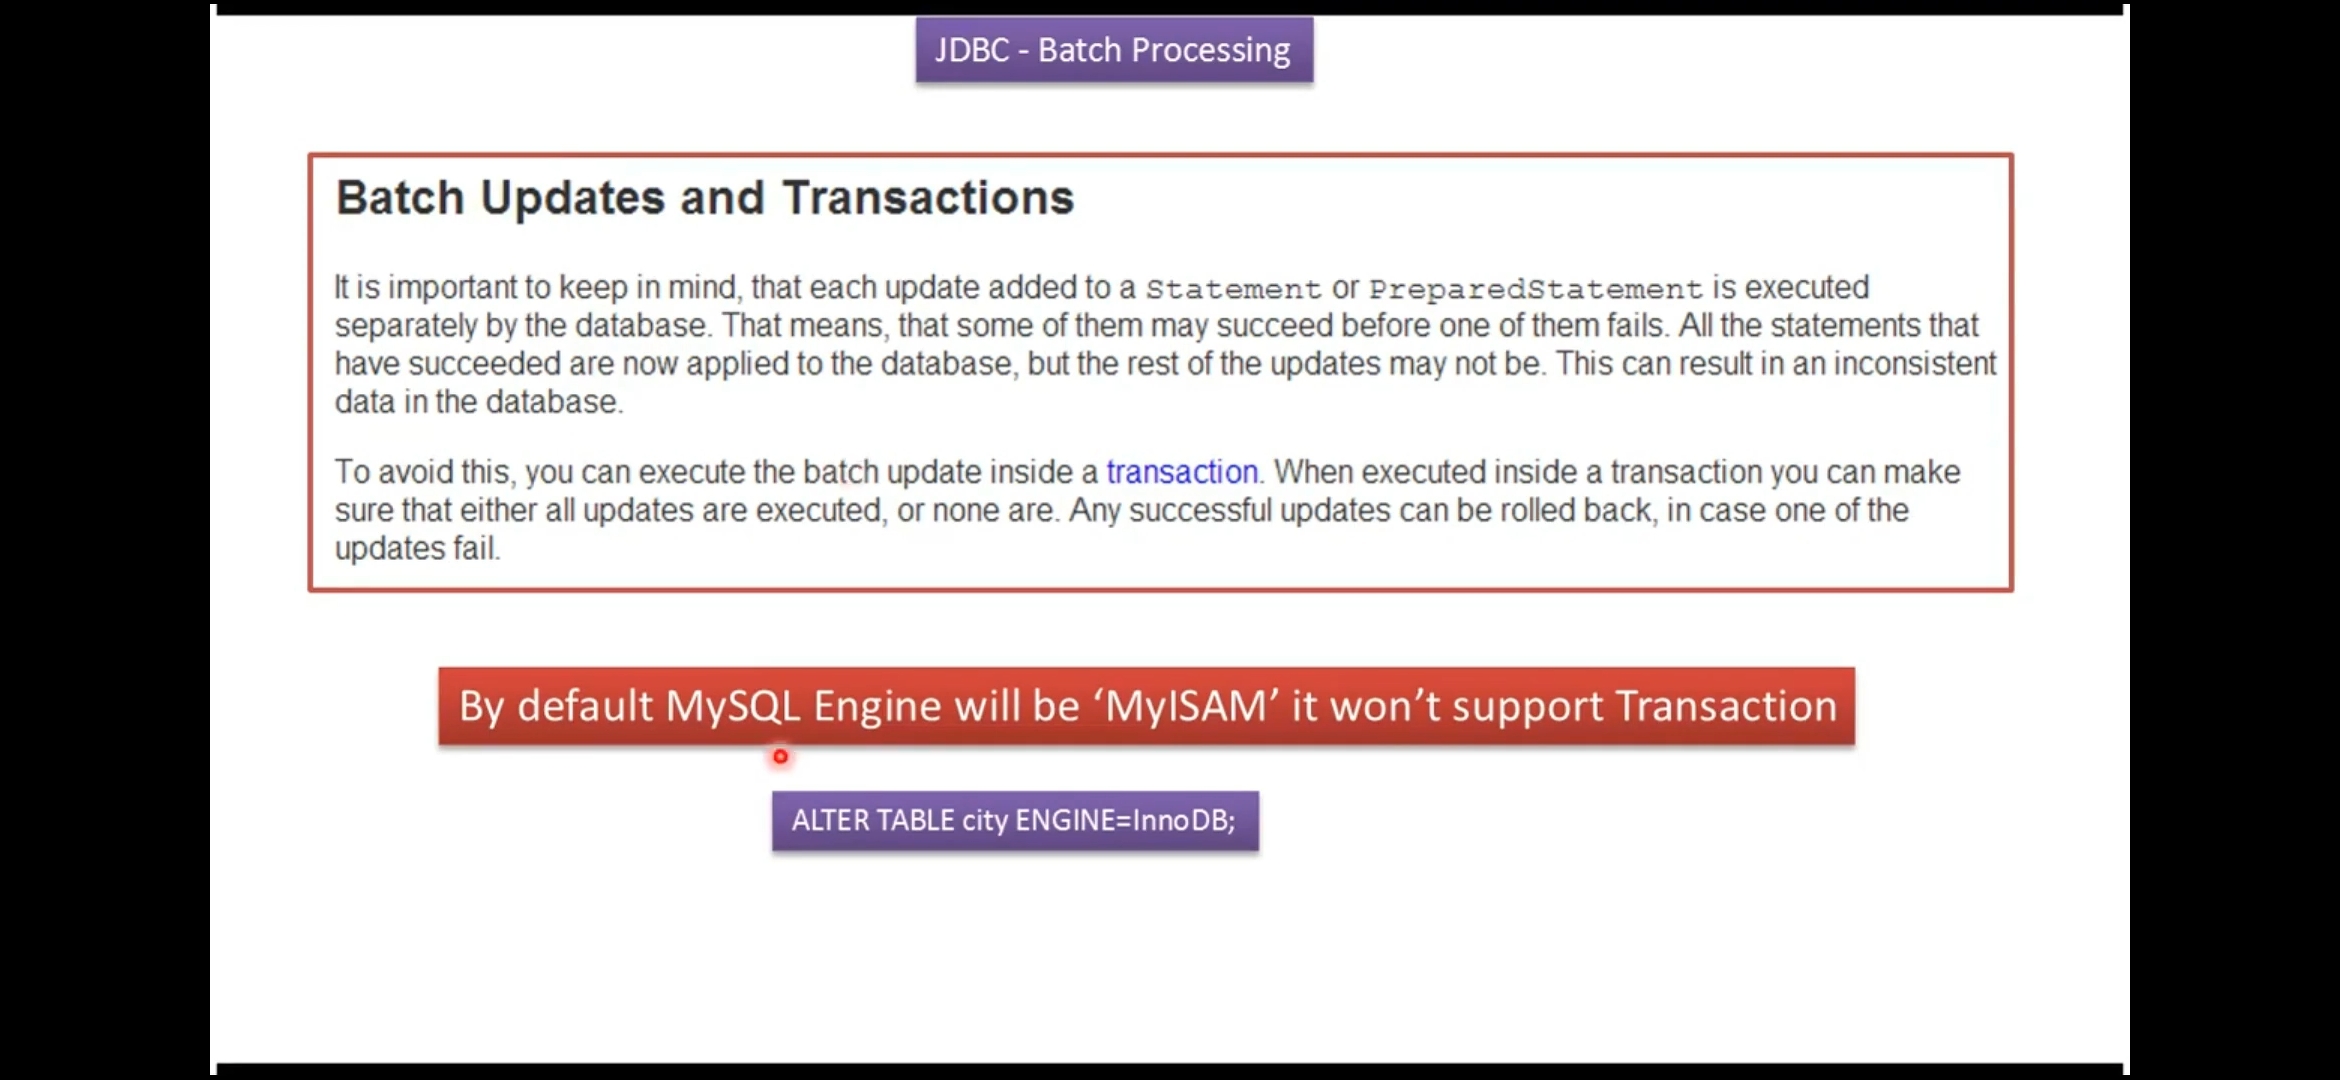 JDBC - Batch Processing
Batch Updates and Transactions
It is important to keep in mind, that each update added to a Statement or PreparedStatement is executed
separately by the database. That means, that some of them may succeed before one of them fails. All the statements that
have succeeded are now applied to the database, but the rest of the updates may not be. This can result in an inconsistent
data in the database.
To avoid this, you can execute the batch update inside a transaction. When executed inside a transaction you can make
sure that either all updates are executed, or none are. Any successful updates can be rolled back, in case one of the
updates fail.
By default MySQL Engine will be ‘MyISAM’ it won’t support Transaction
ALTER TABLE city ENGINE=InnoDB;